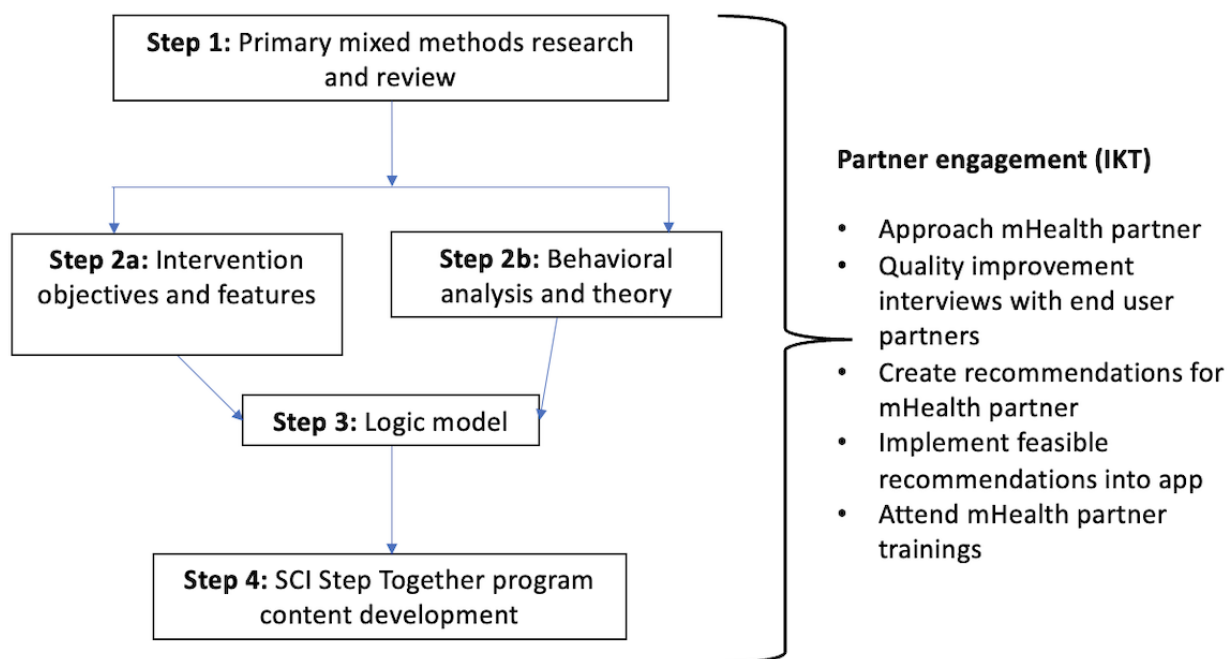 Step 1: Primary mixed methods research
and review
Step 2a: Intervention
objectives and features
Step 2b: Behavioral
analysis and theory
Step 3: Logic model
Step 4: SCI Step Together program
content development
Partner engagement (IKT)
• Approach mHealth partner
• Quality improvement
interviews with end user
partners
• Create recommendations for
mHealth partner
• Implement feasible
recommendations into app
• Attend mHealth partner
trainings